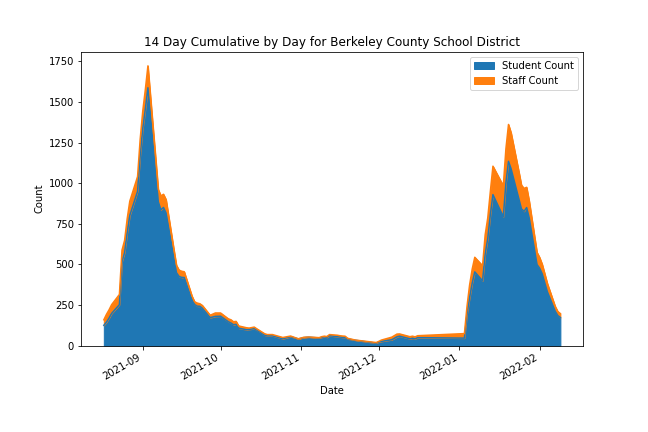 14 Day Cumulative by Day for Berkeley County School District
Student Count
Staff Count
1750
1500
1250
1000
750
500
250
0
Count
2021-09
2021-10
2021-11
2021-12
2022-01
2022-02
Date